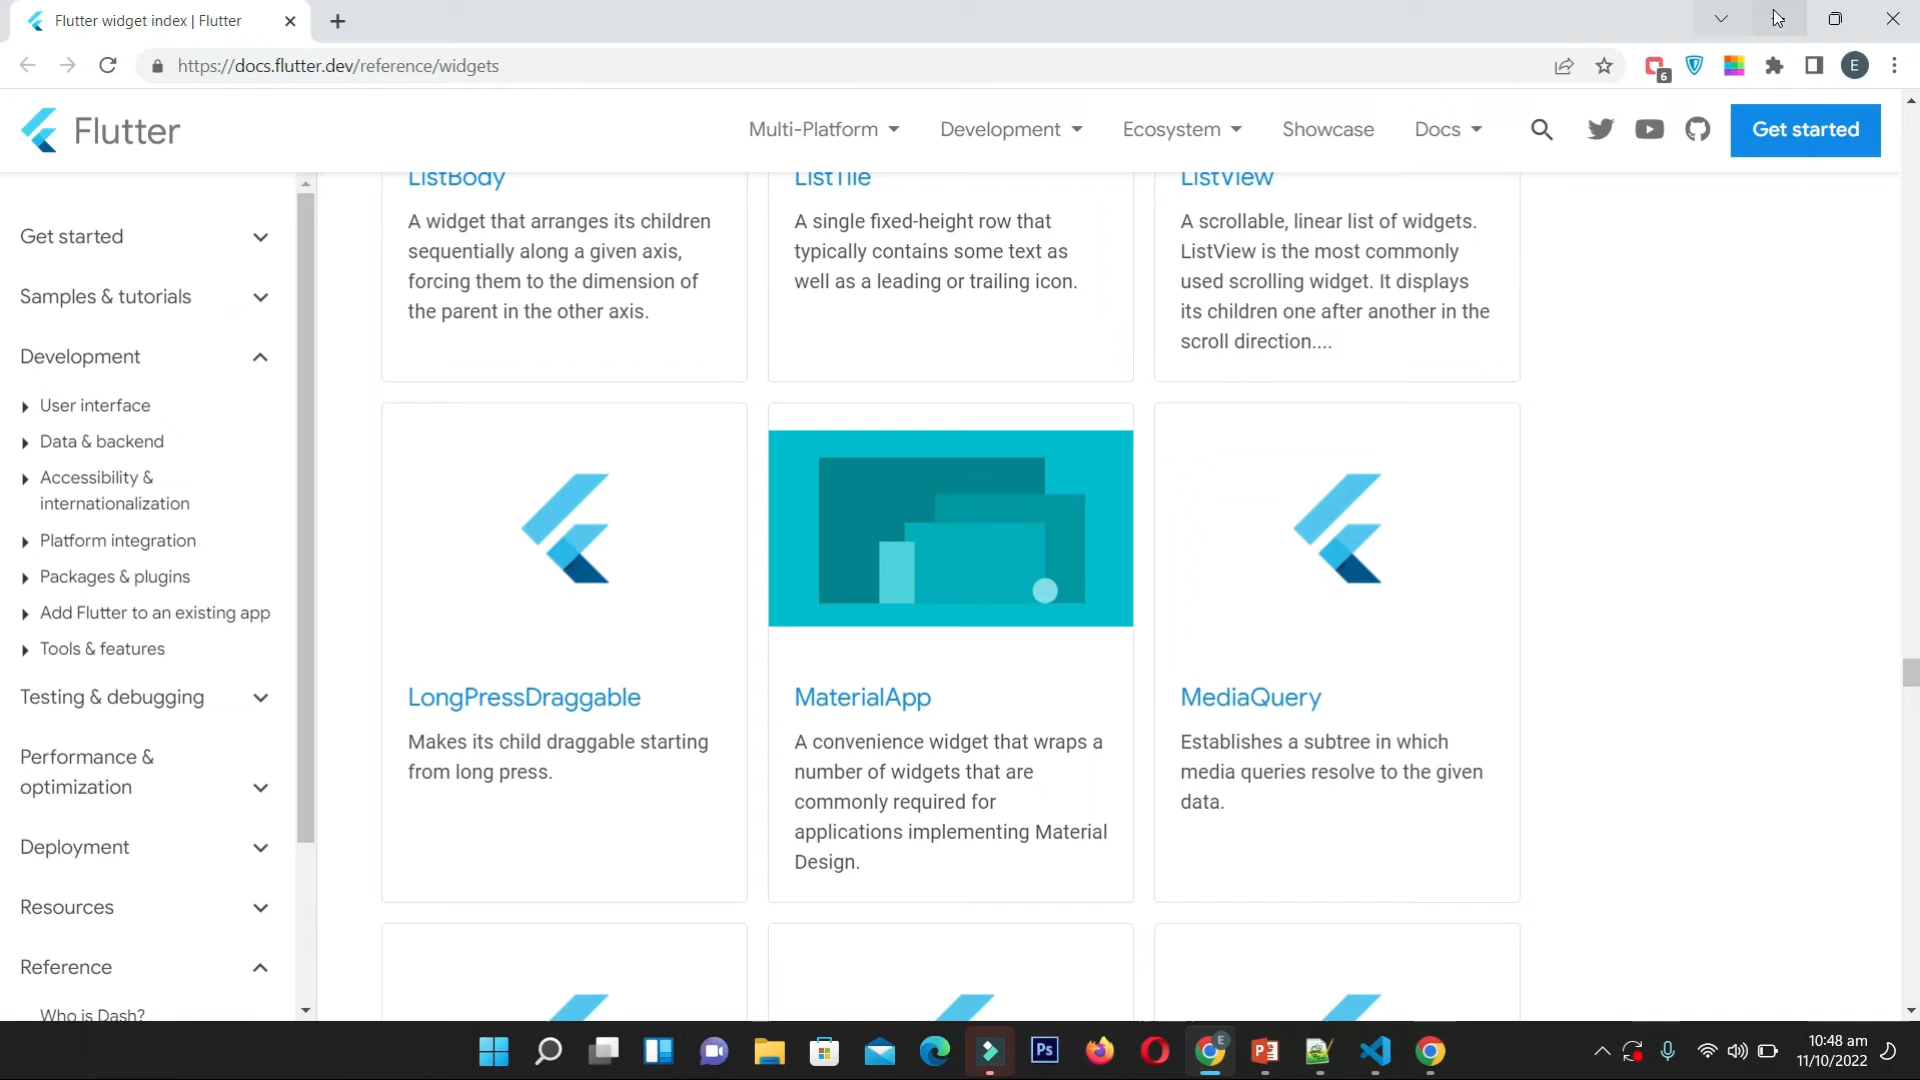 Flutter widget index | Flutter
https://docs.flutter.dev/reference/widgets
6
E
Flutter
Multi-Platform
Development
Ecosystem
Showcase
Docs
Get started
Get started
Samples & tutorials
Development
User interface
Data & backend
Accessibility &
internationalization
Platform integration
Packages & plugins
Add Flutter to an existing app
Tools & features
Testing & debugging
Performance &
optimization
Deployment
Resources
Reference
Who is Dash?
ListBody
A widget that arranges its children
sequentially along a given axis,
forcing them to the dimension of
the parent in the other axis.
ListTile
A single fixed-height row that
typically contains some text as
well as a leading or trailing icon.
ListView
A scrollable, linear list of widgets.
ListView is the most commonly
used scrolling widget. It displays
its children one after another in the
scroll direction....
LongPressDraggable
Makes its child draggable starting
from long press.
MaterialApp
A convenience widget that wraps a
number of widgets that are
commonly required for
applications implementing Material
Design.
MediaQuery
Establishes a subtree in which
media queries resolve to the given
data.
Ps
E
10:48 am
11/10/2022